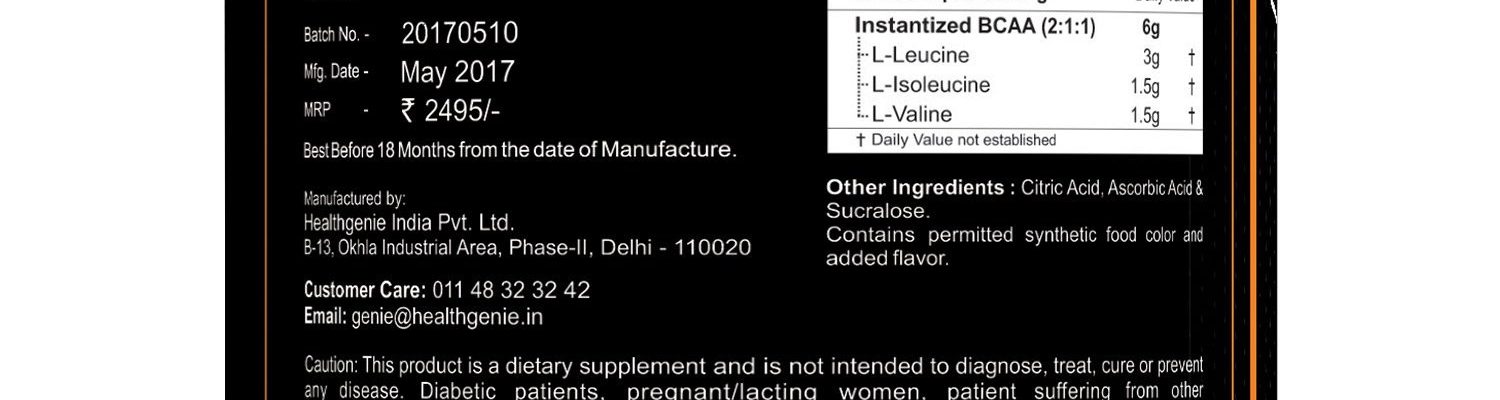 Batch No. - 20170510
Mfg. Date - May 2017
MRP - ₹ 2495/-
Best Before 18 Months from the date of Manufacture.
Manufactured by:
Healthgenie India Pvt. Ltd.
B-13, Okhla Industrial Area, Phase-II, Delhi - 110020
Customer Care: 011 48 32 32 42
Email: genie@healthgenie.in
Instantized BCAA (2:1:1) 6g
L-Leucine 3g †
L-Isoleucine 1.5g †
L-Valine 1.5g †
† Daily Value not established
Other Ingredients : Citric Acid, Ascorbic Acid &
Sucralose.
Contains permitted synthetic food color and
added flavor.
Caution: This product is a dietary supplement and is not intended to diagnose, treat, cure or prevent
any disease. Diabetic patients, pregnant/lacting women, patient suffering from other